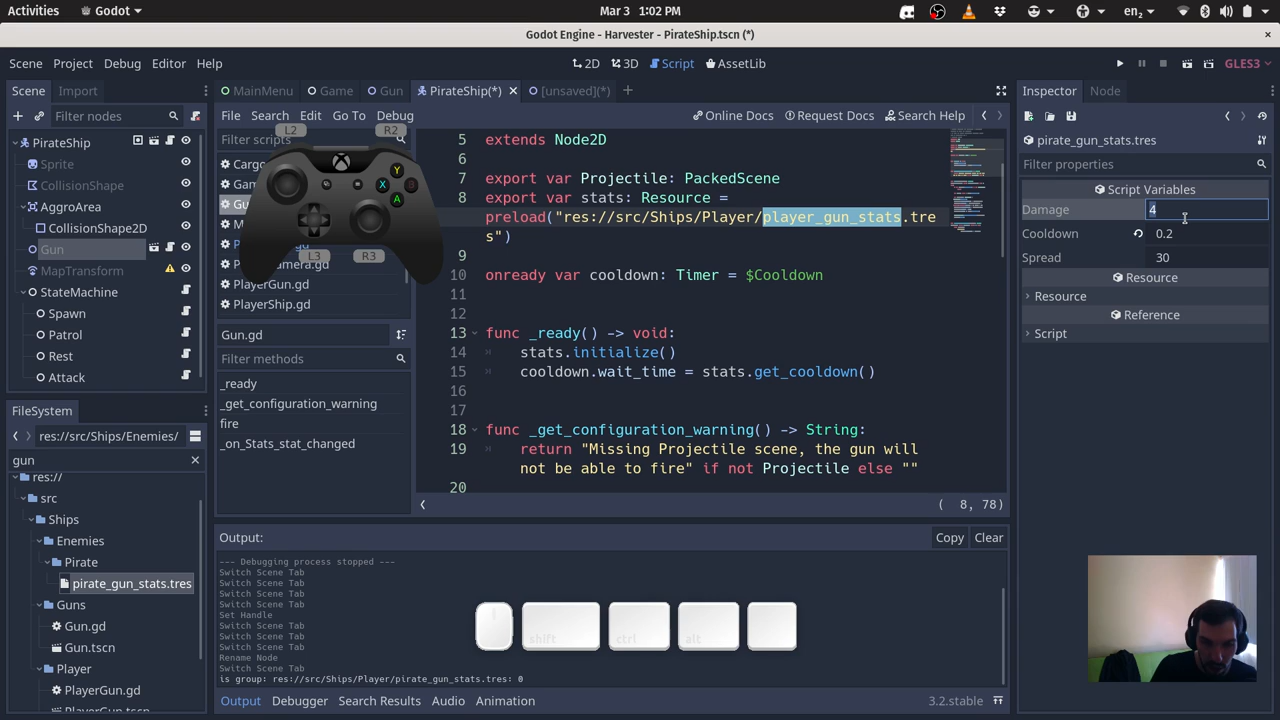 Activities
Godot
Mar 3 1:02 PM
en₂
Godot Engine - Harvester - PirateShip.tscn (*)
Scene Project Debug Editor Help
2D 3D Script AssetLib
GLES3
Scene Import
Filter nodes
PirateShip
Sprite
CollisionShape
AggroArea
CollisionShape2D
Gun
MapTransform
StateMachine
Spawn
Patrol
Rest
Attack
FileSystem
res://src/Ships/Enemies/
gun
res://
src
Ships
Enemies
Pirate
pirate_gun_stats.tres
Guns
Gun.gd
Gun.tscn
Player
PlayerGun.gd
MainMenu Game Gun PirateShip(*) [unsaved](*)
File Search Edit Go To Debug
Online Docs Request Docs Search Help
Filter scripts
L2 R2
Y
X B
A
L3 R3
PlayerGun.gd
PlayerShip.gd
Gun.gd
Filter methods
_ready
_get_configuration_warning
fire
_on_Stats_stat_changed
5 extends Node2D
6
7 export var Projectile: PackedScene
8 export var stats: Resource =
preload("res://src/Ships/Player/player_gun_stats.tre
s")
9
10 onready var cooldown: Timer = $Cooldown
11
12
13 func _ready() -> void:
14 stats.initialize()
15 cooldown.wait_time = stats.get_cooldown()
16
17
18 func _get_configuration_warning() -> String:
19 return "Missing Projectile scene, the gun will
not be able to fire" if not Projectile else ""
20
( 8, 78)
Output:
Copy Clear
--- Debugging process stopped ---
Switch Scene Tab
Switch Scene Tab
Switch Scene Tab
Switch Scene Tab
Set Handle
Switch Scene Tab
Switch Scene Tab
Switch Scene Tab
Rename Node
Switch Scene Tab
is group: res://src/Ships/Player/pirate_gun_stats.tres: 0
shift ctrl alt
Output Debugger Search Results Audio Animation
3.2.stable
Inspector Node
pirate_gun_stats.tres
Filter properties
Script Variables
Damage 4
Cooldown 0.2
Spread 30
Resource
Resource
Reference
Script